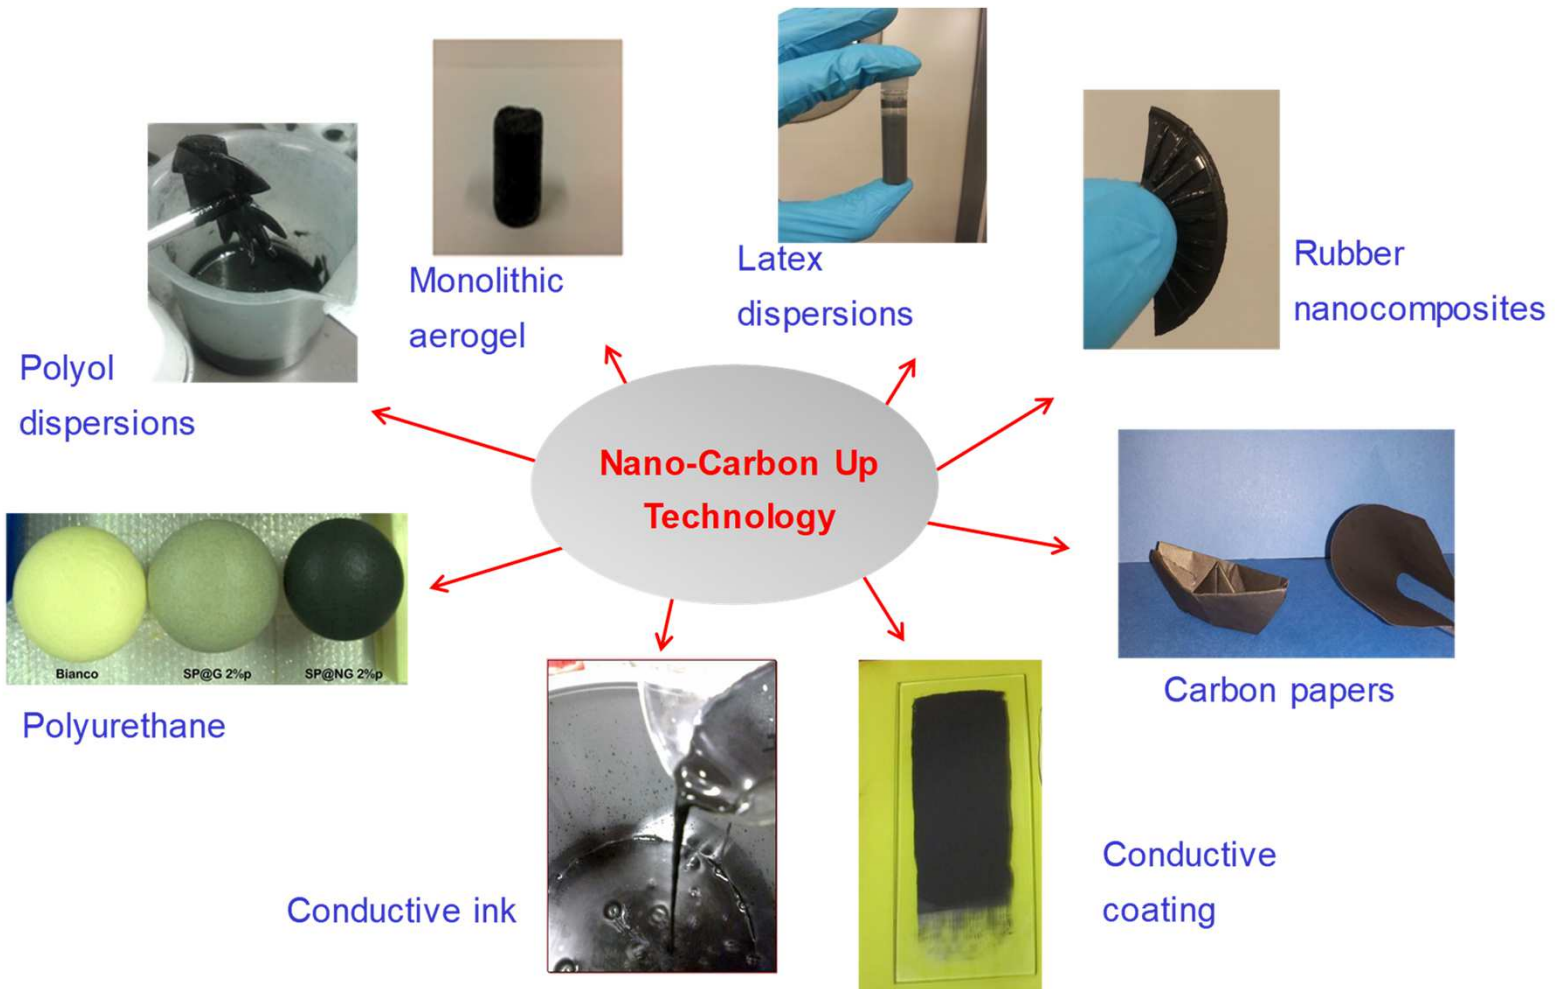 Monolithic
aerogel
Latex
dispersions
Rubber
nanocomposites
Polyol
dispersions
Nano-Carbon Up
Technology
Bianco
SP@G 2%p
SP@NG 2%p
Polyurethane
Carbon papers
Conductive ink
Conductive
coating